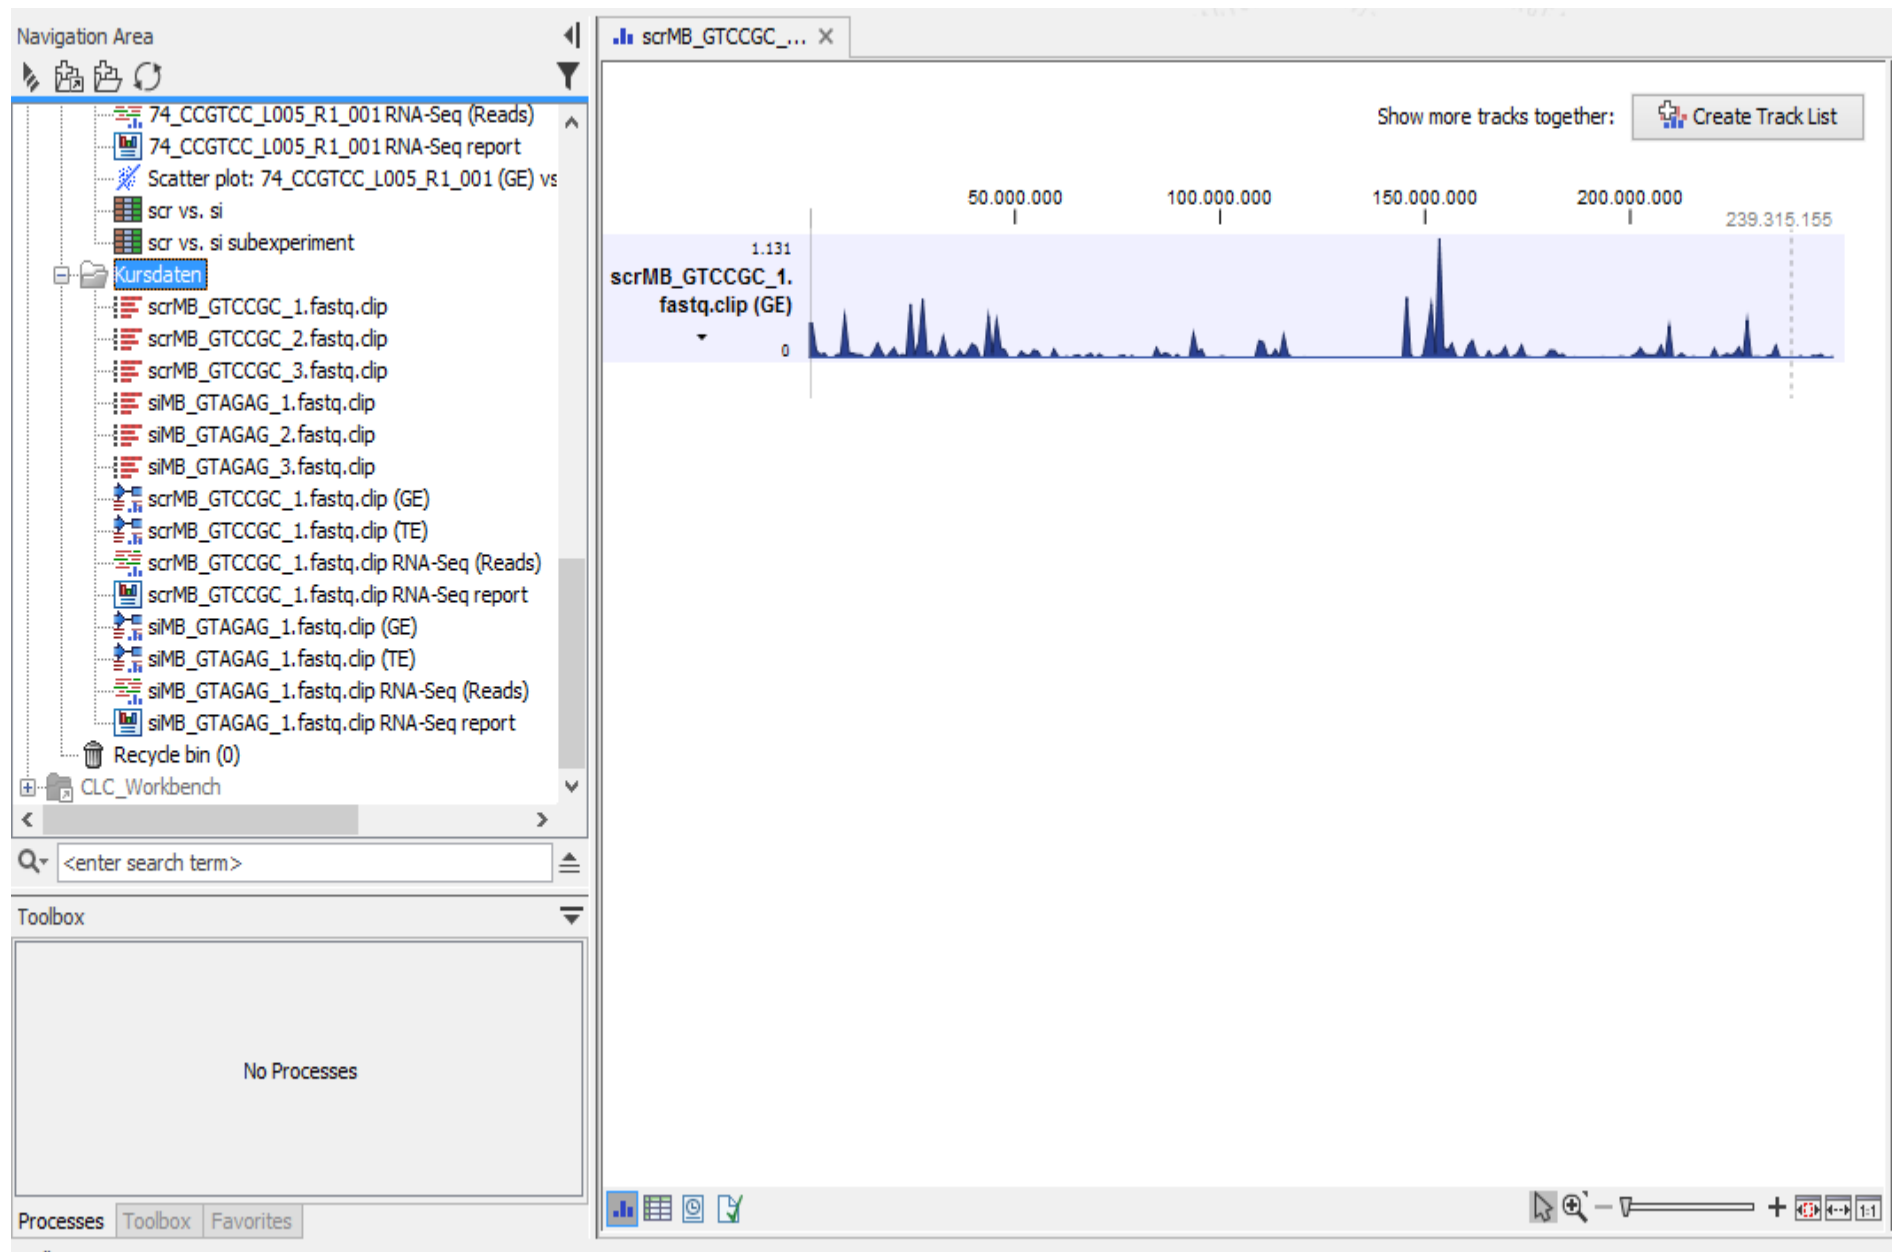 Navigation Area
74_CCGTCC_L005_R1_001 RNA-Seq (Reads)
74_CCGTCC_L005_R1_001 RNA-Seq report
Scatter plot: 74_CCGTCC_L005_R1_001 (GE) vs
scr vs. si
scr vs. si subexperiment
Kursdaten
scrMB_GTCCGC_1.fastq.clip
scrMB_GTCCGC_2.fastq.clip
scrMB_GTCCGC_3.fastq.clip
siMB_GTAGAG_1.fastq.clip
siMB_GTAGAG_2.fastq.clip
siMB_GTAGAG_3.fastq.clip
scrMB_GTCCGC_1.fastq.clip (GE)
scrMB_GTCCGC_1.fastq.clip (TE)
scrMB_GTCCGC_1.fastq.clip RNA-Seq (Reads)
scrMB_GTCCGC_1.fastq.clip RNA-Seq report
siMB_GTAGAG_1.fastq.clip (GE)
siMB_GTAGAG_1.fastq.clip (TE)
siMB_GTAGAG_1.fastq.clip RNA-Seq (Reads)
siMB_GTAGAG_1.fastq.clip RNA-Seq report
Recycle bin (0)
CLC_Workbench
<enter search term>
Toolbox
No Processes
Processes Toolbox Favorites
scrMB_GTCCGC_...
Show more tracks together: Create Track List
50.000.000 100.000.000 150.000.000 200.000.000
239.315.155
1.131
scrMB_GTCCGC_1.
fastq.clip (GE)
0
1:1